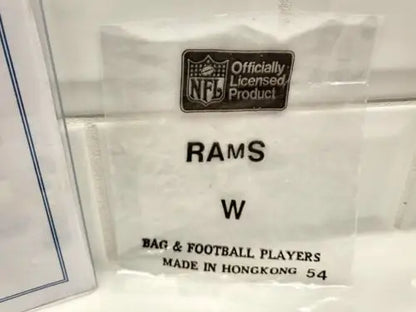 NFL
Officially
Licensed
Product
RAMS
W
BAG & FOOTBALL PLAYERS
MADE IN HONGKONG 54